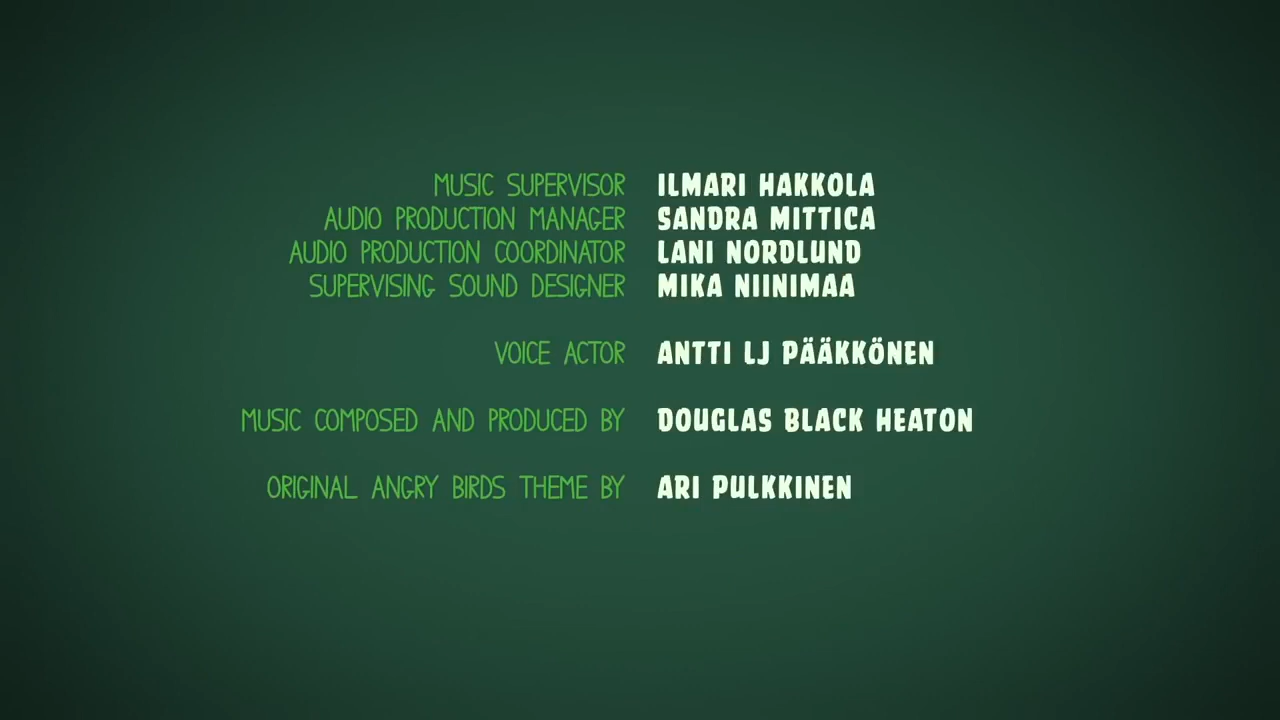 MUSIC SUPERVISOR ILMARI HAKKOLA
AUDIO PRODUCTION MANAGER SANDRA MITTICA
AUDIO PRODUCTION COORDINATOR LANI NORDLUND
SUPERVISING SOUND DESIGNER MIKA NIINIMAA
VOICE ACTOR ANTTI LJ PÄÄKKÖNEN
MUSIC COMPOSED AND PRODUCED BY DOUGLAS BLACK HEATON
ORIGINAL ANGRY BIRDS THEME BY ARI PULKKINEN